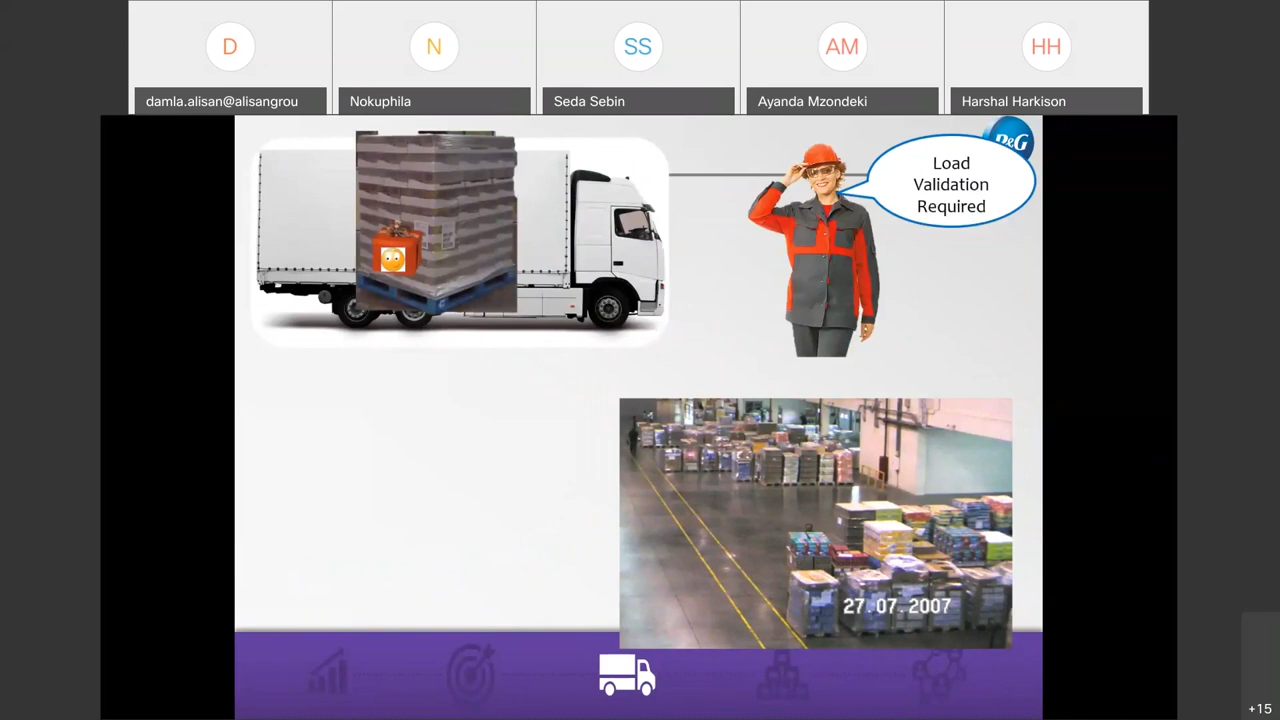 D
N
SS
AM
HH
damla.alisan@alisangrou
Nokuphila
Seda Sebin
Ayanda Mzondeki
Harshal Harkison
P&G
Load
Validation
Required
27.07.2007
+15